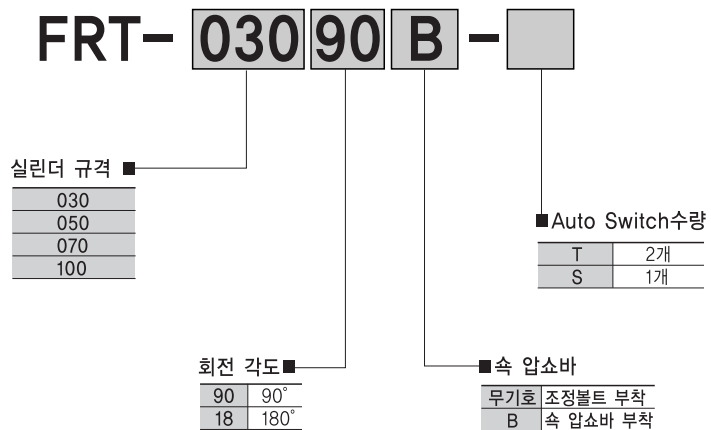 FRT- 030 90 B -
실린더 규격
030
050
070
100
Auto Switch수량
T 2개
S 1개
회전 각도
90 90°
18 180°
쇽 압쇼바
무기호 조정볼트 부착
B 쇽 압쇼바 부착